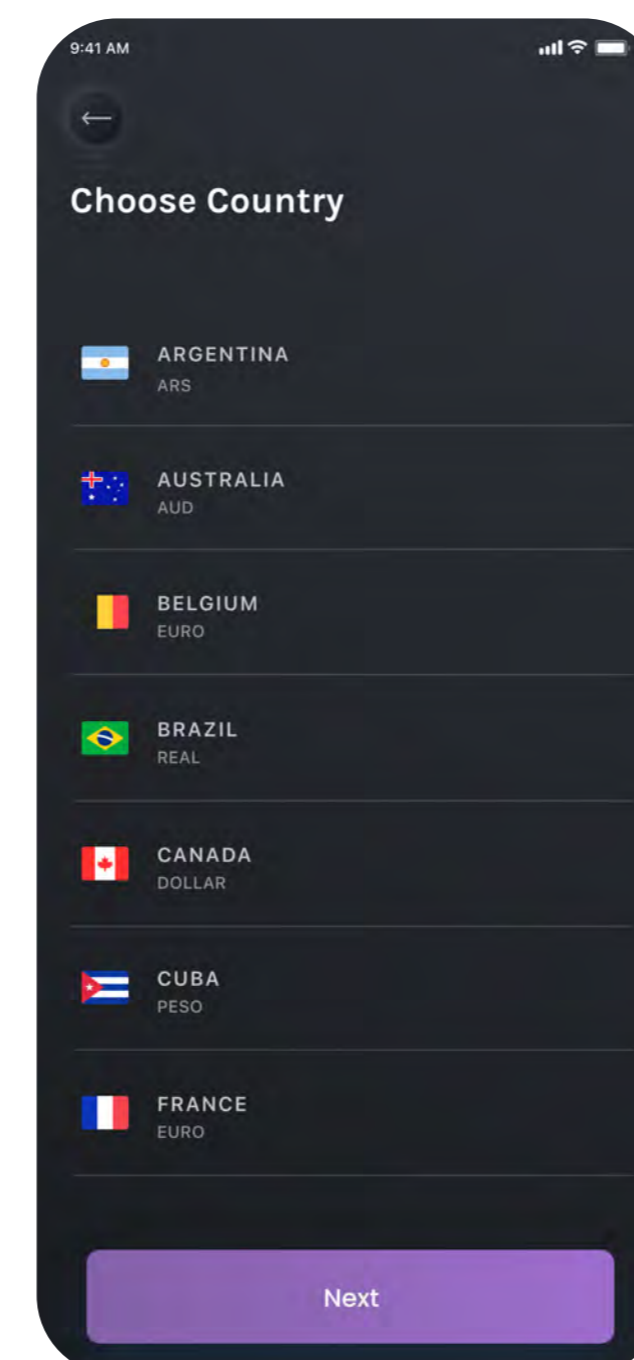 9:41 AM
Choose Country
ARGENTINA
ARS
AUSTRALIA
AUD
BELGIUM
EURO
BRAZIL
REAL
CANADA
DOLLAR
CUBA
PESO
FRANCE
EURO
Next